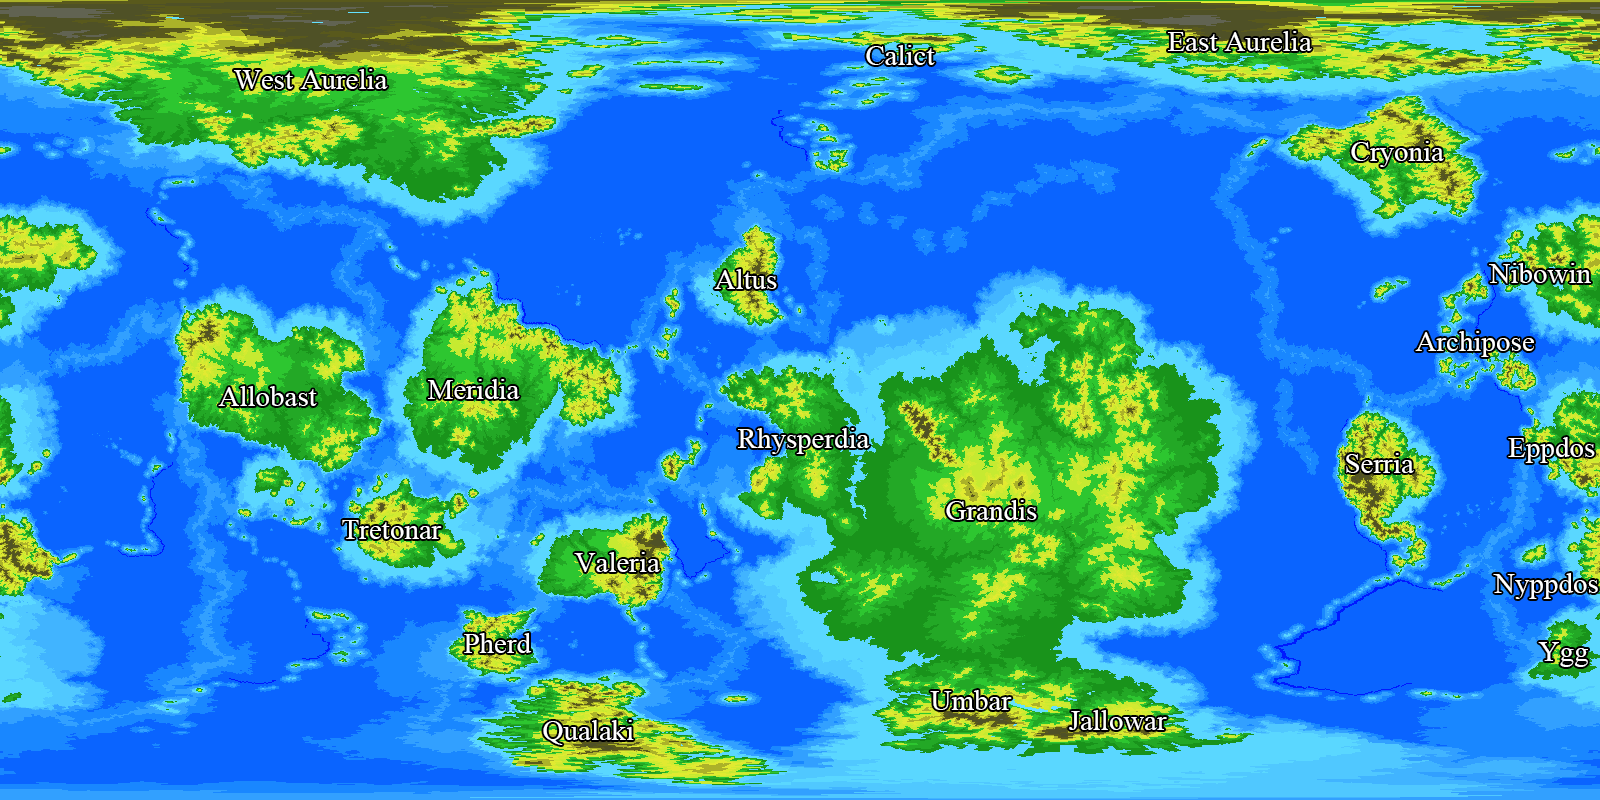 East Aurelia
Calict
West Aurelia
Cryonia
Nibowin
Altus
Archipose
Meridia
Allobast
Rhysperdia
Eppdos
Serria
Grandis
Tretonar
Valeria
Nyppdos
Pherd
Ygg
Umbar
Jallowar
Qualaki